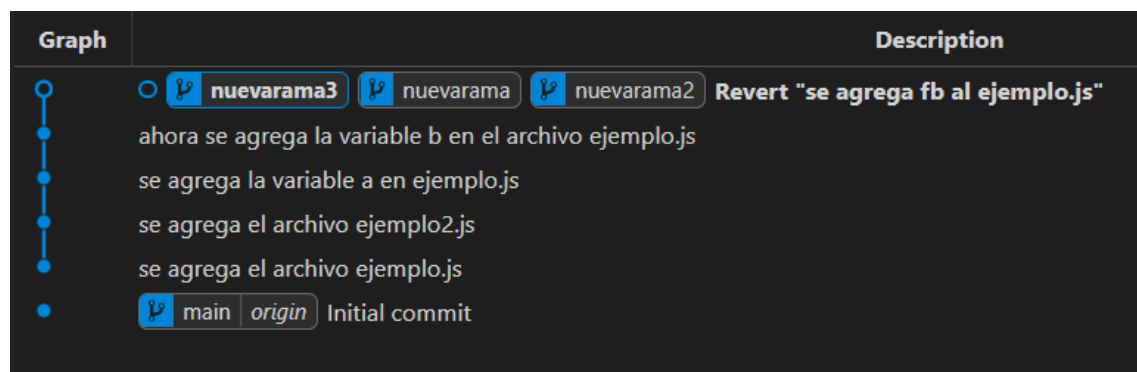 Graph Description
nuevarama3 nuevarama nuevarama2 Revert "se agrega fb al ejemplo.js"
ahora se agrega la variable b en el archivo ejemplo.js
se agrega la variable a en ejemplo.js
se agrega el archivo ejemplo2.js
se agrega el archivo ejemplo.js
main origin Initial commit